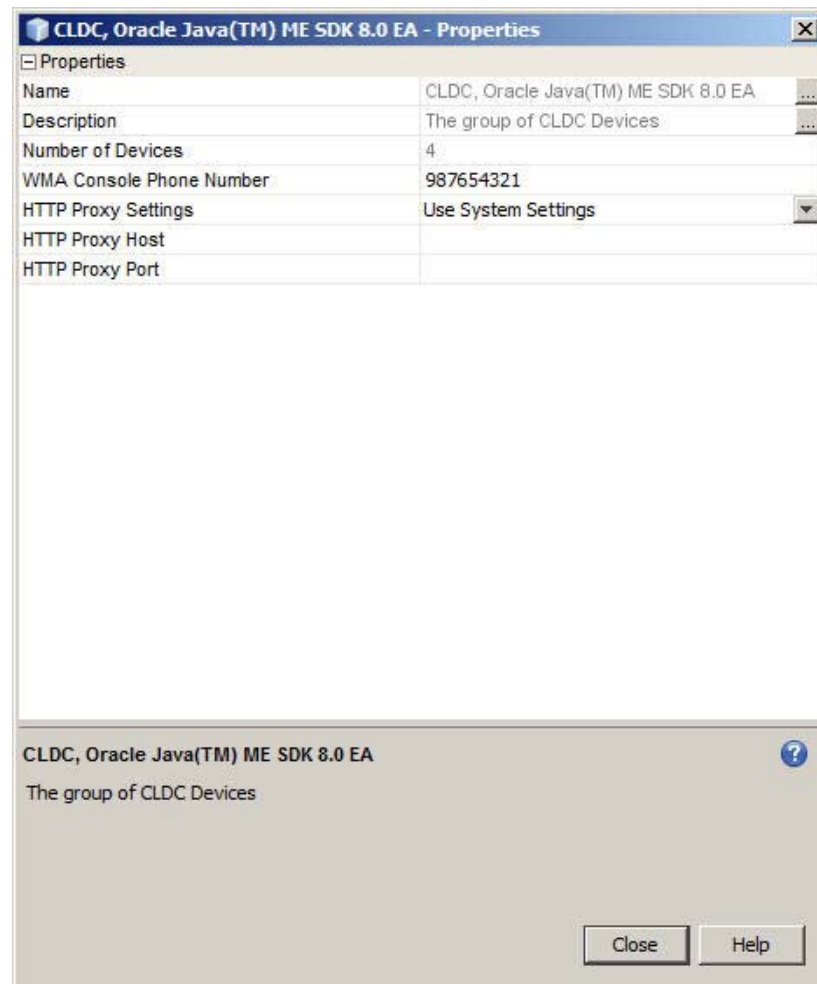 CLDC, Oracle Java(TM) ME SDK 8.0 EA - Properties
Properties
Name CLDC, Oracle Java(TM) ME SDK 8.0 EA ...
Description The group of CLDC Devices ...
Number of Devices 4
WMA Console Phone Number 987654321
HTTP Proxy Settings Use System Settings
HTTP Proxy Host
HTTP Proxy Port
CLDC, Oracle Java(TM) ME SDK 8.0 EA ?
The group of CLDC Devices
Close Help